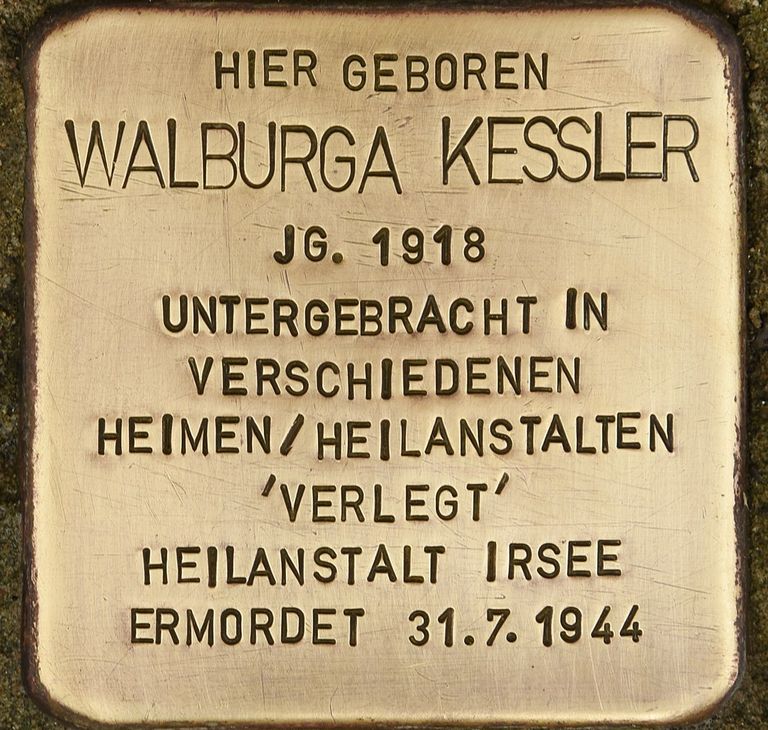 HIER GEBOREN
WALBURGA KESSLER
JG. 1918
UNTERGEBRACHT IN
VERSCHIEDENEN
HEIMEN/HEILANSTALTEN
'VERLEGT'
HEILANSTALT IRSEE
ERMORDET 31.7.1944